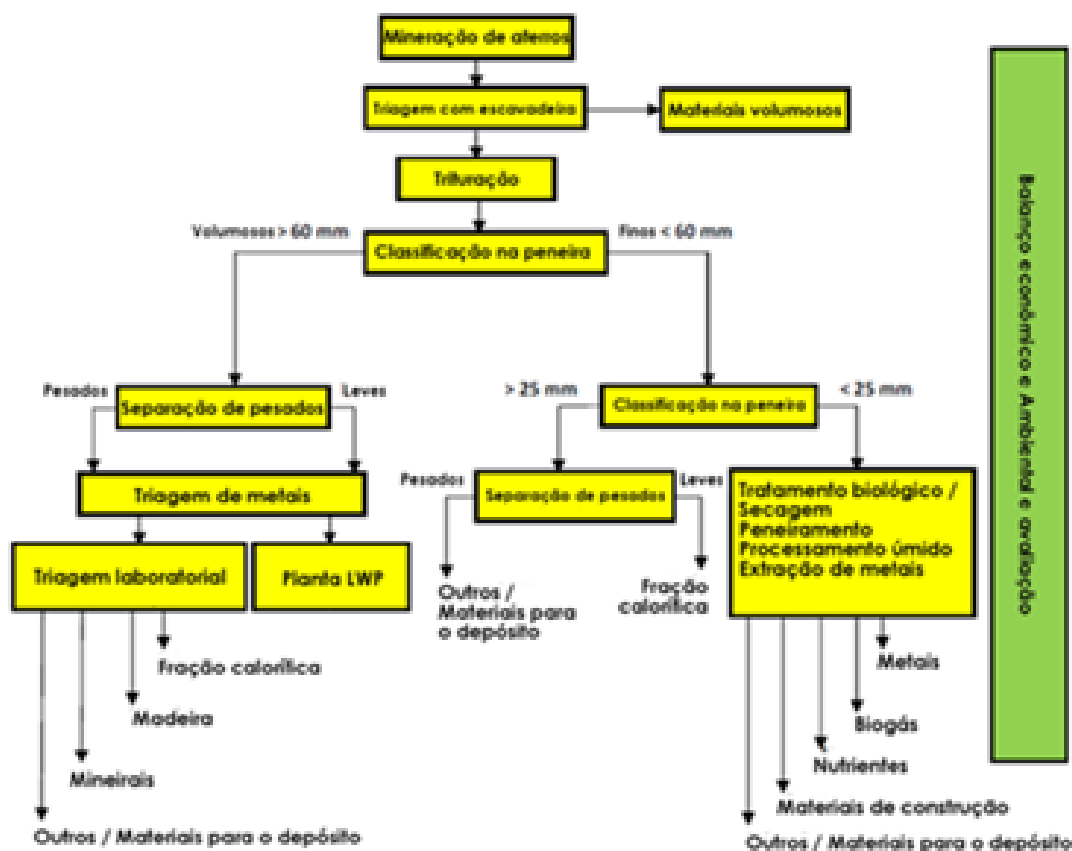 Mineração de aterros
Triagem com escavadeira
Materiais volumosos
Trituração
Volumosos > 60 mm
Finos < 60 mm
Classificação na peneira
Pesados
Leves
Separação de pesados
> 25 mm
< 25 mm
Classificação na peneira
Triagem de metais
Pesados
Leves
Separação de pesados
Tratamento biológico /
Secagem
Peneiramento
Processamento úmido
Extração de metais
Triagem laboratorial
Planta LWP
Outros /
Materiais para
o depósito
Fração
calorífica
Fração calorífica
Madeira
Mineirais
Outros / Materiais para o depósito
Metais
Biogás
Nutrientes
Materiais de construção
Outros / Materiais para o depósito
Balanço econômico e Ambiental e avaliação